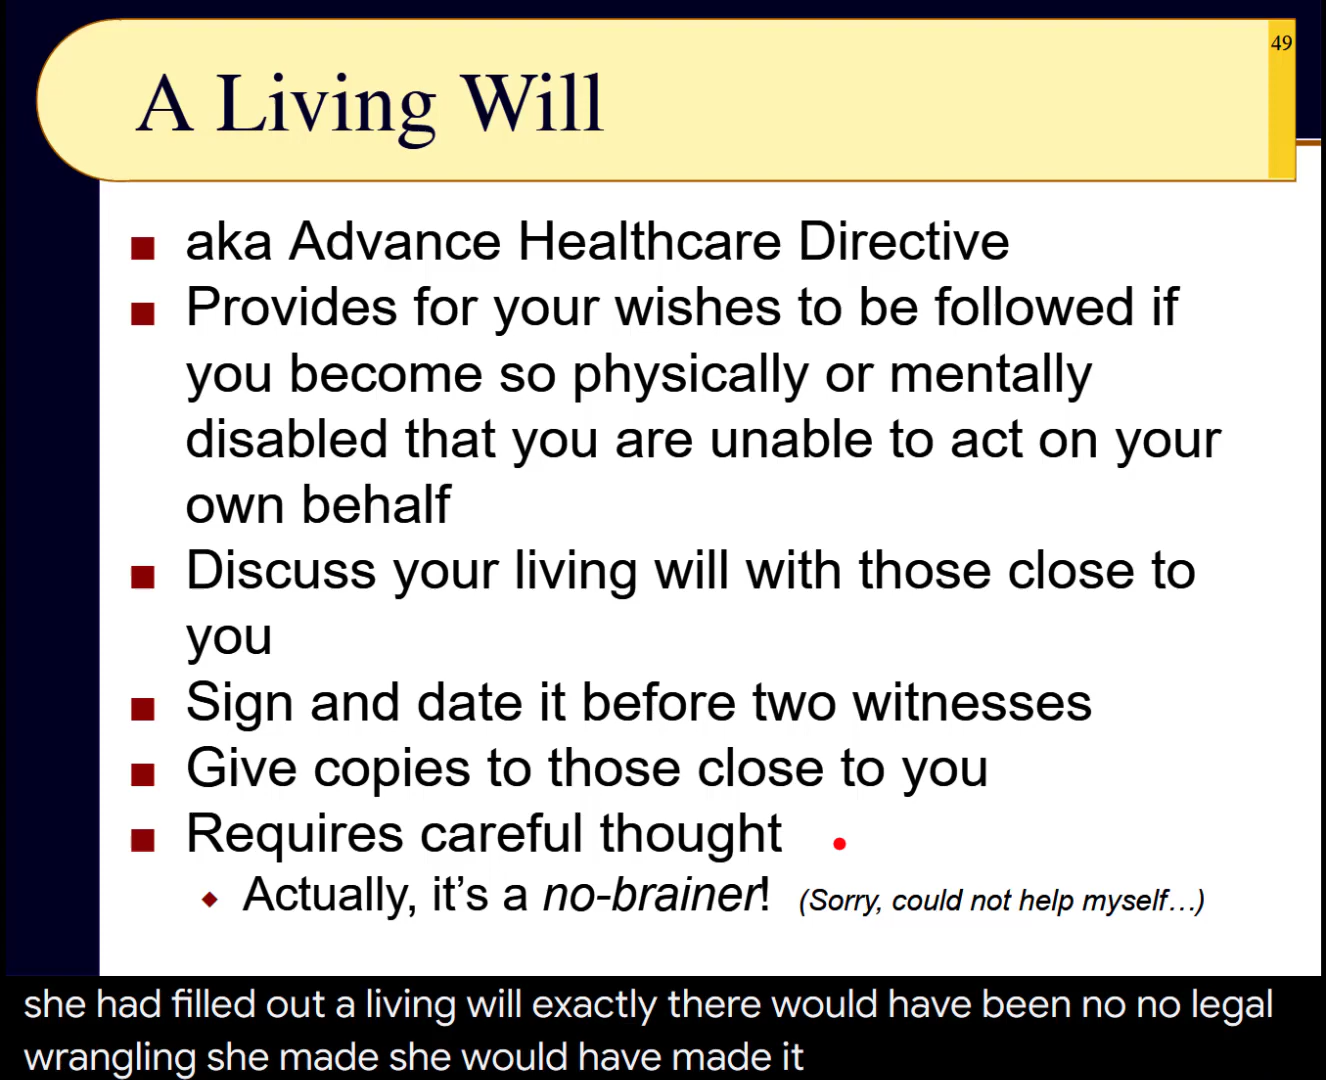 49
A Living Will
aka Advance Healthcare Directive
Provides for your wishes to be followed if
you become so physically or mentally
disabled that you are unable to act on your
own behalf
Discuss your living will with those close to
you
Sign and date it before two witnesses
Give copies to those close to you
Requires careful thought
Actually, it's a no-brainer! (Sorry, could not help myself…)
she had filled out a living will exactly there would have been no no legal
wrangling she made she would have made it